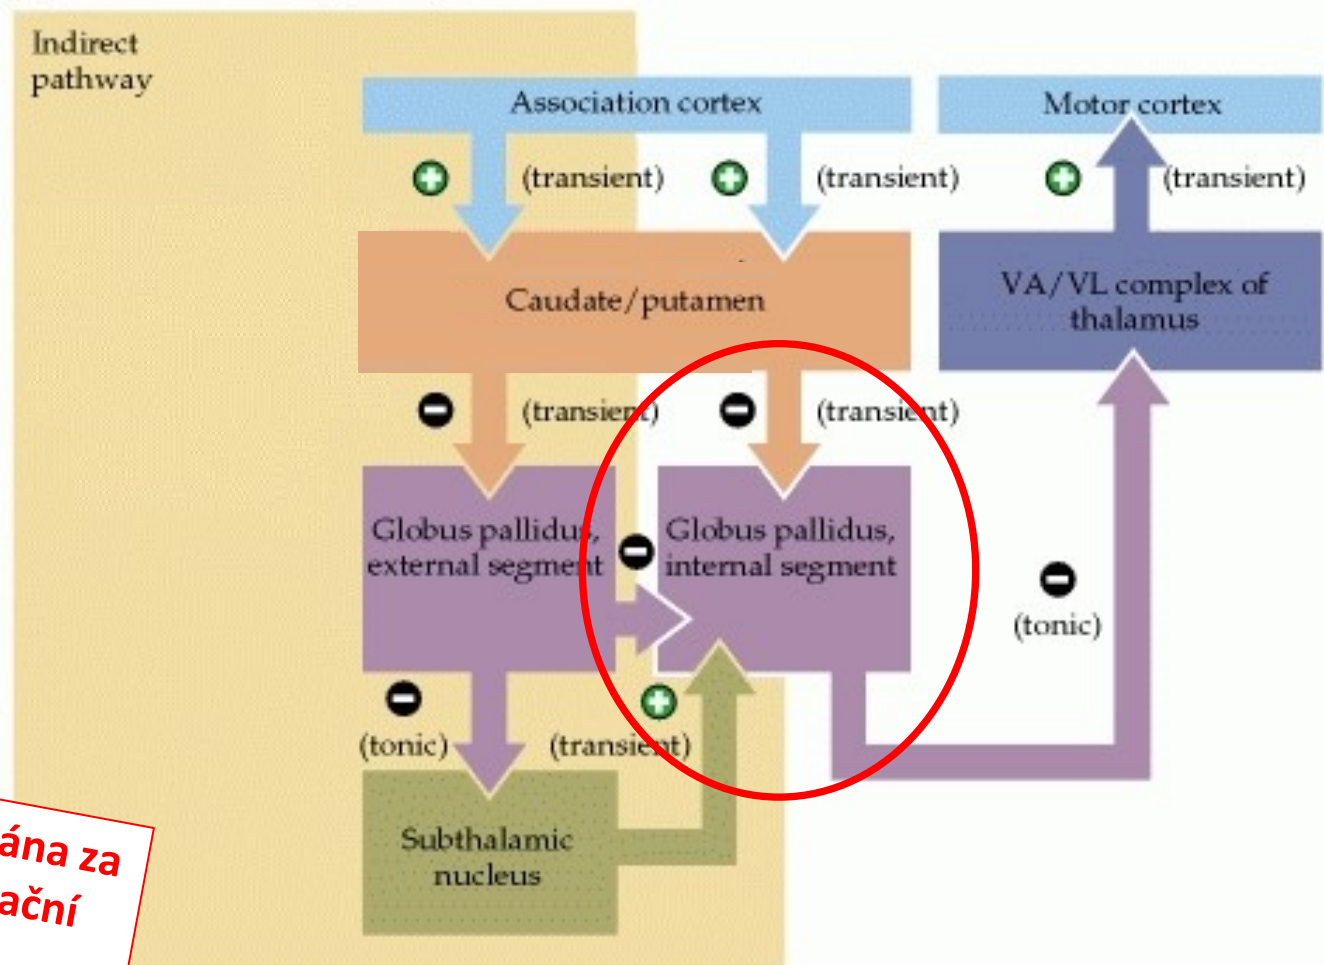 Indirect
pathway
Association cortex
Motor cortex
(transient)
(transient)
(transient)
Caudate/putamen
VA/VL complex of
thalamus
(transient)
(transient)
Globus pallidus,
external segment
Globus pallidus,
internal segment
(tonic)
(tonic)
(transient)
Subthalamic
nucleus
ána za
ační